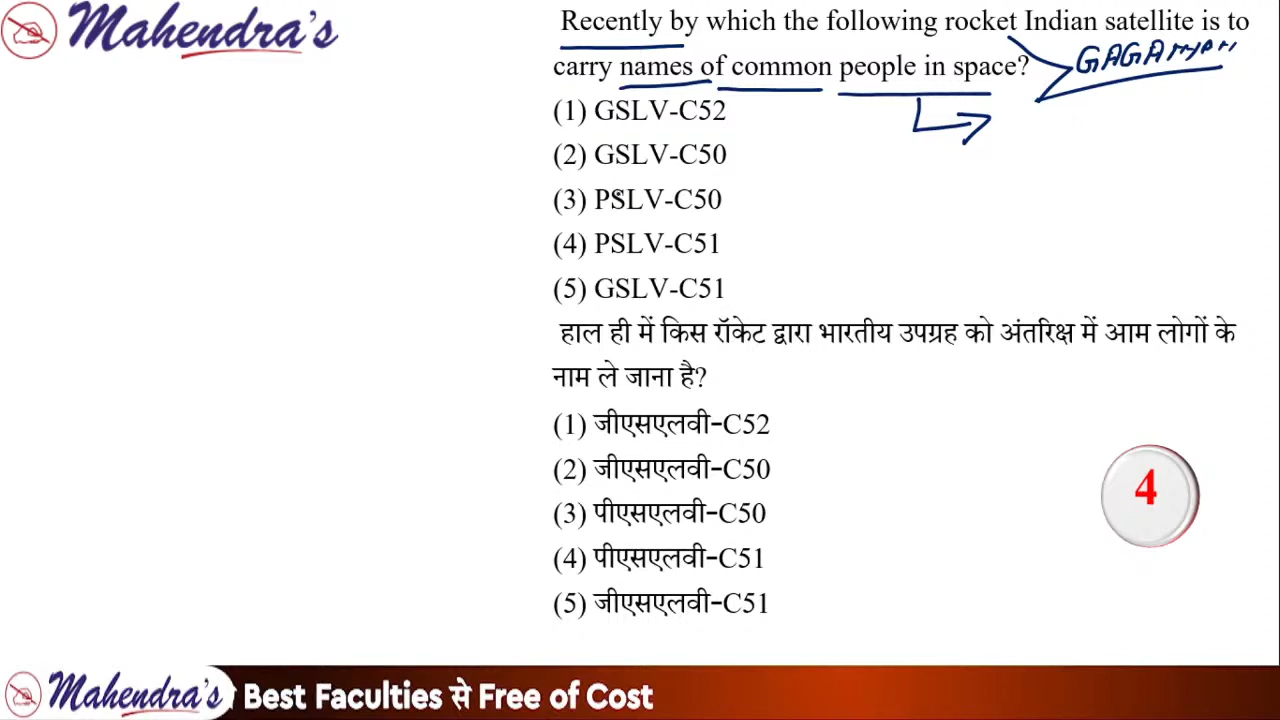 Mahendra's
Recently by which the following rocket Indian satellite is to
carry names of common people in space?
GAGANYAN
(1) GSLV-C52
(2) GSLV-C50
(3) PSLV-C50
(4) PSLV-C51
(5) GSLV-C51
हाल ही में किस रॉकेट द्वारा भारतीय उपग्रह को अंतरिक्ष में आम लोगों के
नाम ले जाना है?
(1) जीएसएलवी-C52
(2) जीएसएलवी-C50
(3) पीएसएलवी-C50
(4) पीएसएलवी-C51
(5) जीएसएलवी-C51
4
Mahendra's Best Faculties से Free of Cost